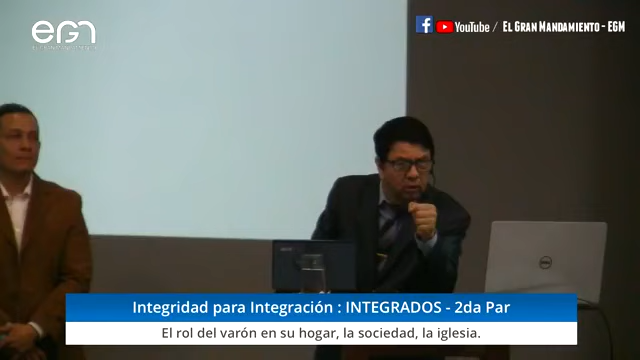 EGM
YouTube / El Gran Mandamiento - EGM
DELL
Integridad para Integración : INTEGRADOS - 2da Par
El rol del varón en su hogar, la sociedad, la iglesia.